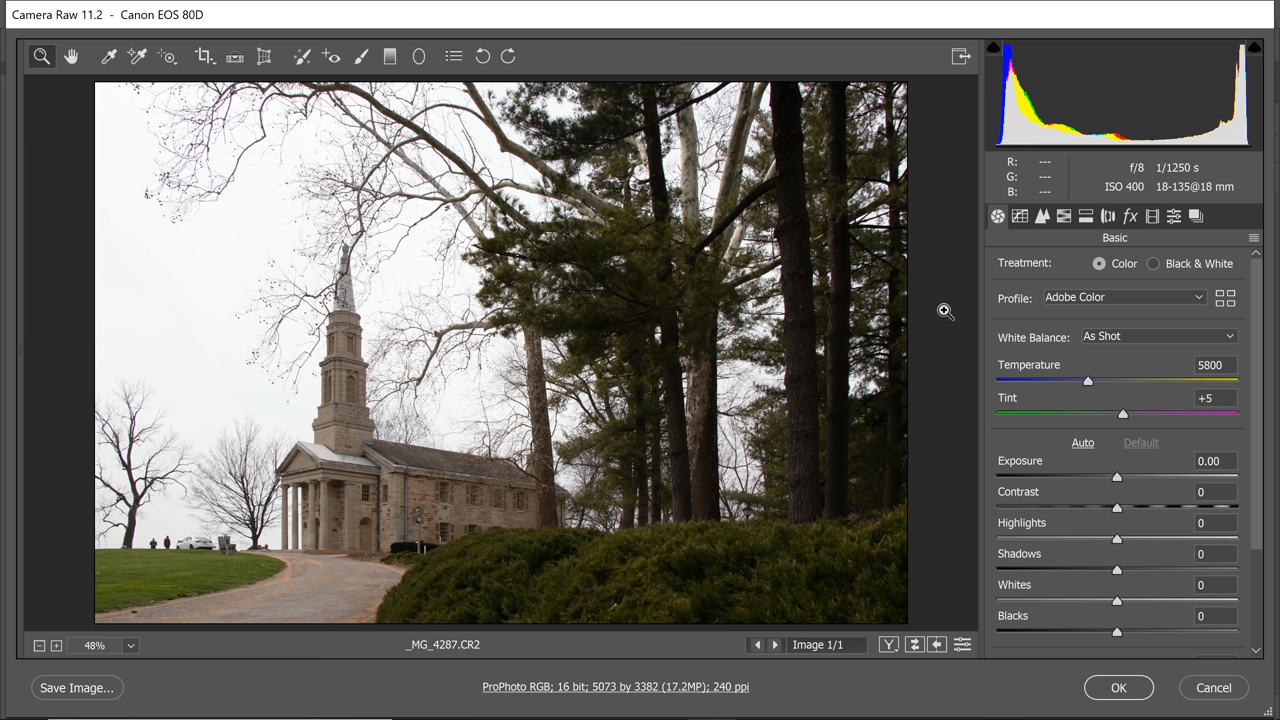 Camera Raw 11.2 - Canon EOS 80D
R: ---
G: ---
B: ---
f/8 1/1250 s
ISO 400 18-135@18 mm
fx
Basic
Treatment: Color Black & White
Profile: Adobe Color
White Balance: As Shot
Temperature 5800
Tint +5
Auto Default
Exposure 0.00
Contrast 0
Highlights 0
Shadows 0
Whites 0
Blacks 0
48%
_MG_4287.CR2
Image 1/1
Y
Save Image...
ProPhoto RGB; 16 bit; 5073 by 3382 (17.2MP); 240 ppi
OK
Cancel